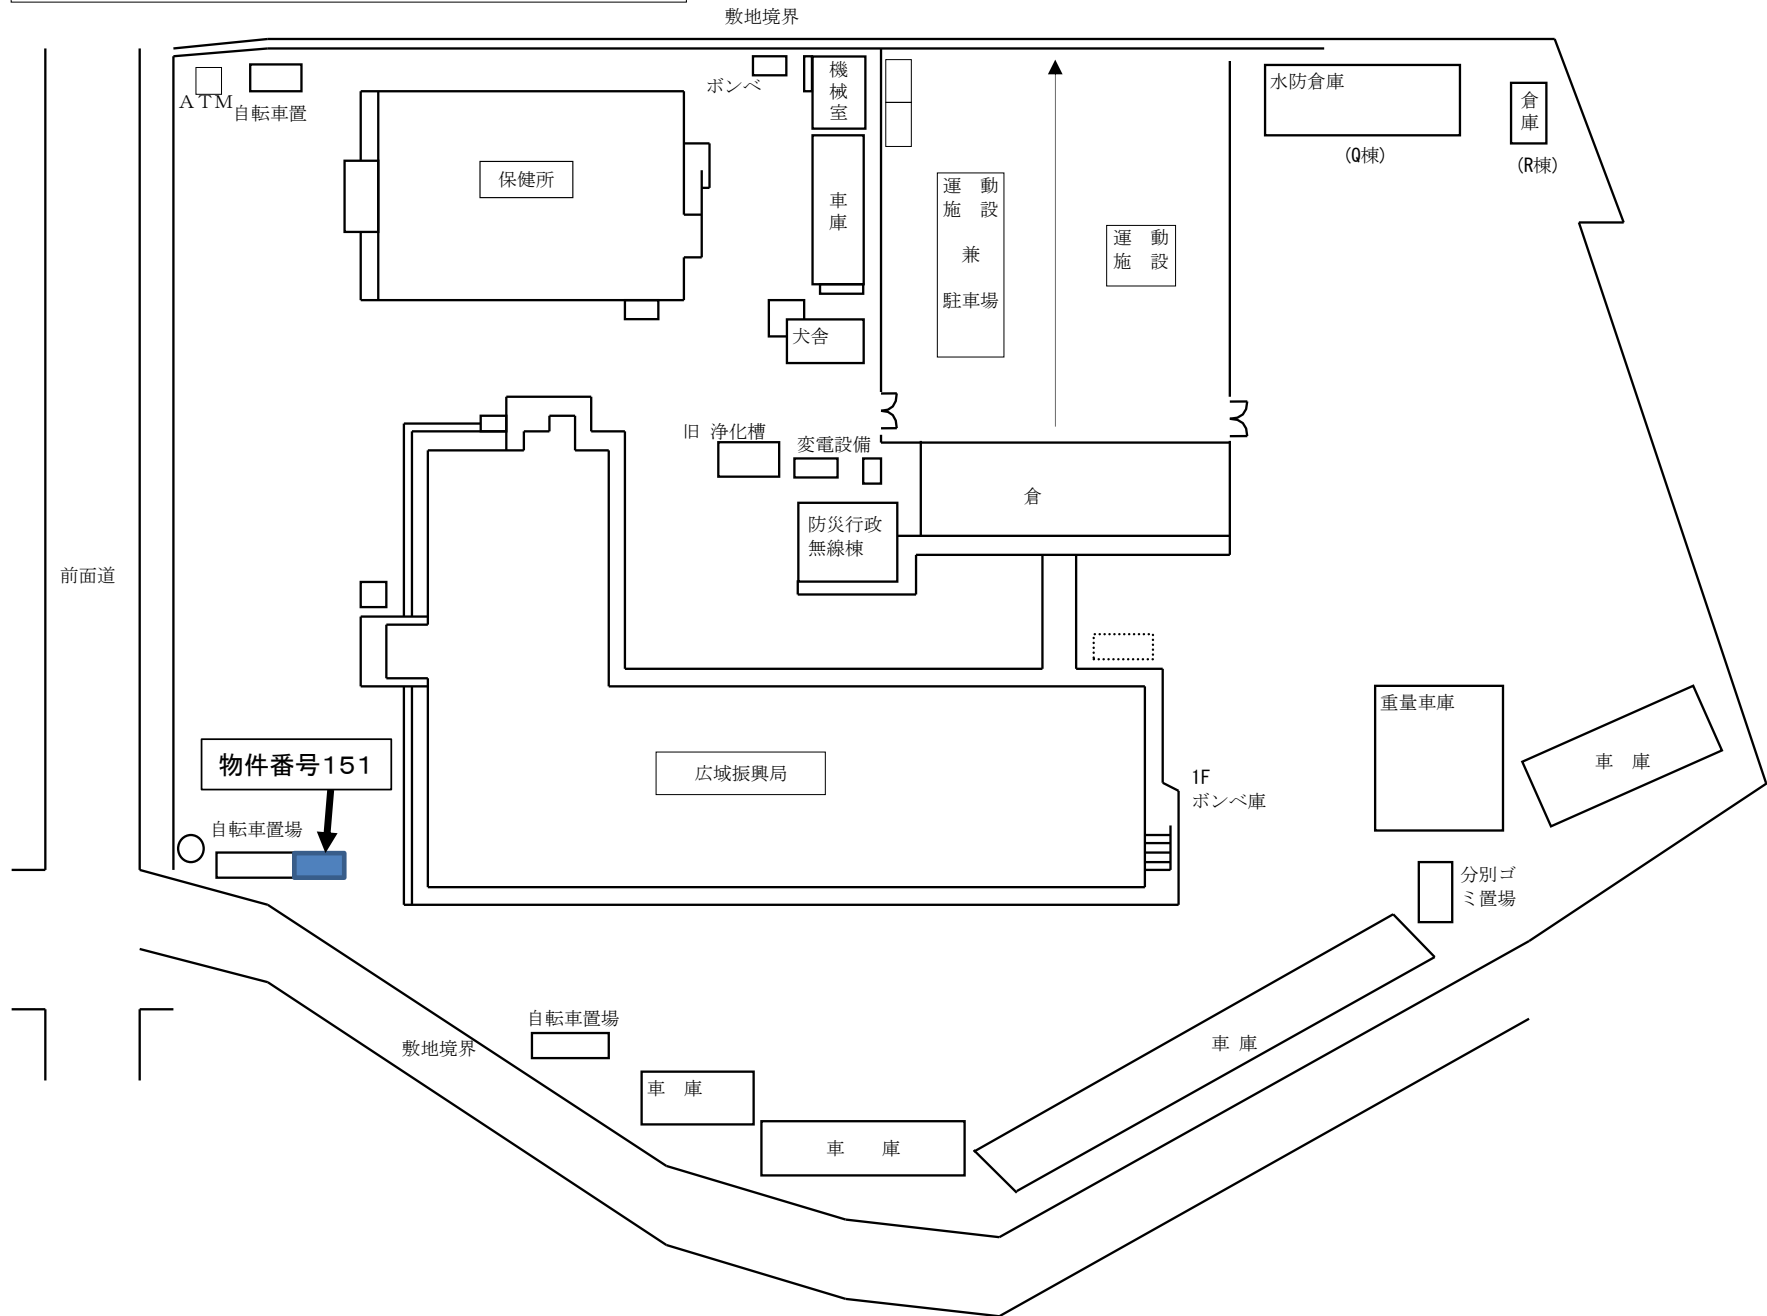 敷地境界
ATM
自転車置
ボンベ
機
械
室
水防倉庫
倉
庫
(Q棟)
(R棟)
保健所
車
庫
運 動
施 設
兼
駐車場
運 動
施 設
犬舎
旧 浄化槽
変電設備
倉
防災行政
無線棟
前面道
重量車庫
車 庫
物件番号151
広域振興局
1F
ボンベ庫
自転車置場
分別ゴ
ミ置場
自転車置場
敷地境界
車 庫
車 庫
車 庫